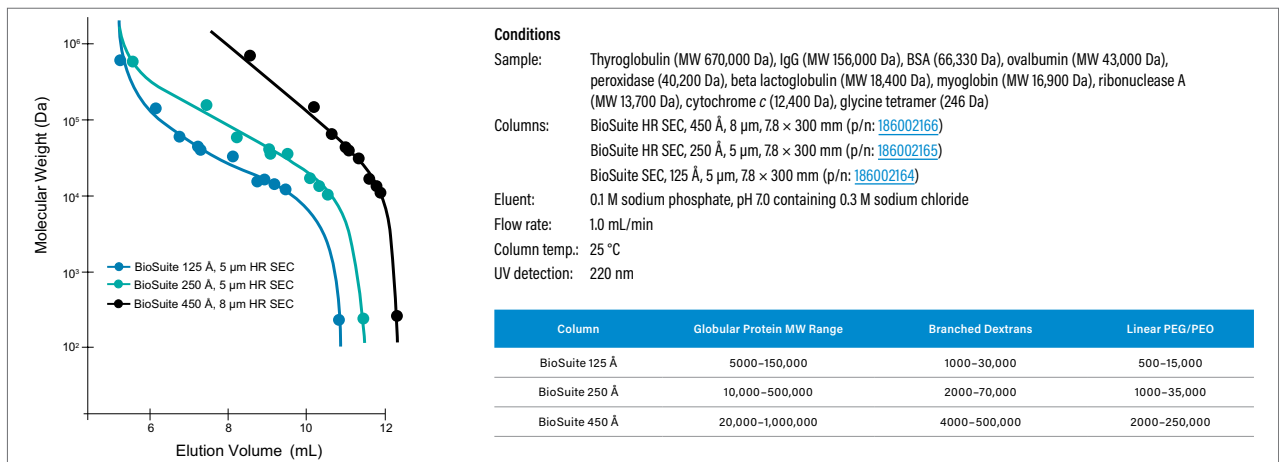 Molecular Weight (Da)
10⁶
10⁵
10⁴
10³
10²
BioSuite 125 Å, 5 µm HR SEC
BioSuite 250 Å, 5 µm HR SEC
BioSuite 450 Å, 8 µm HR SEC
6 8 10 12
Elution Volume (mL)
Conditions
Sample: Thyroglobulin (MW 670,000 Da), IgG (MW 156,000 Da), BSA (66,330 Da), ovalbumin (MW 43,000 Da),
peroxidase (40,200 Da), beta lactoglobulin (MW 18,400 Da), myoglobin (MW 16,900 Da), ribonuclease A
(MW 13,700 Da), cytochrome c (12,400 Da), glycine tetramer (246 Da)
Columns: BioSuite HR SEC, 450 Å, 8 µm, 7.8 × 300 mm (p/n: 186002166)
BioSuite HR SEC, 250 Å, 5 µm, 7.8 × 300 mm (p/n: 186002165)
BioSuite SEC, 125 Å, 5 µm, 7.8 × 300 mm (p/n: 186002164)
Eluent: 0.1 M sodium phosphate, pH 7.0 containing 0.3 M sodium chloride
Flow rate: 1.0 mL/min
Column temp.: 25 °C
UV detection: 220 nm
Column Globular Protein MW Range Branched Dextrans Linear PEG/PEO
BioSuite 125 Å 5000–150,000 1000–30,000 500–15,000
BioSuite 250 Å 10,000–500,000 2000–70,000 1000–35,000
BioSuite 450 Å 20,000–1,000,000 4000–500,000 2000–250,000